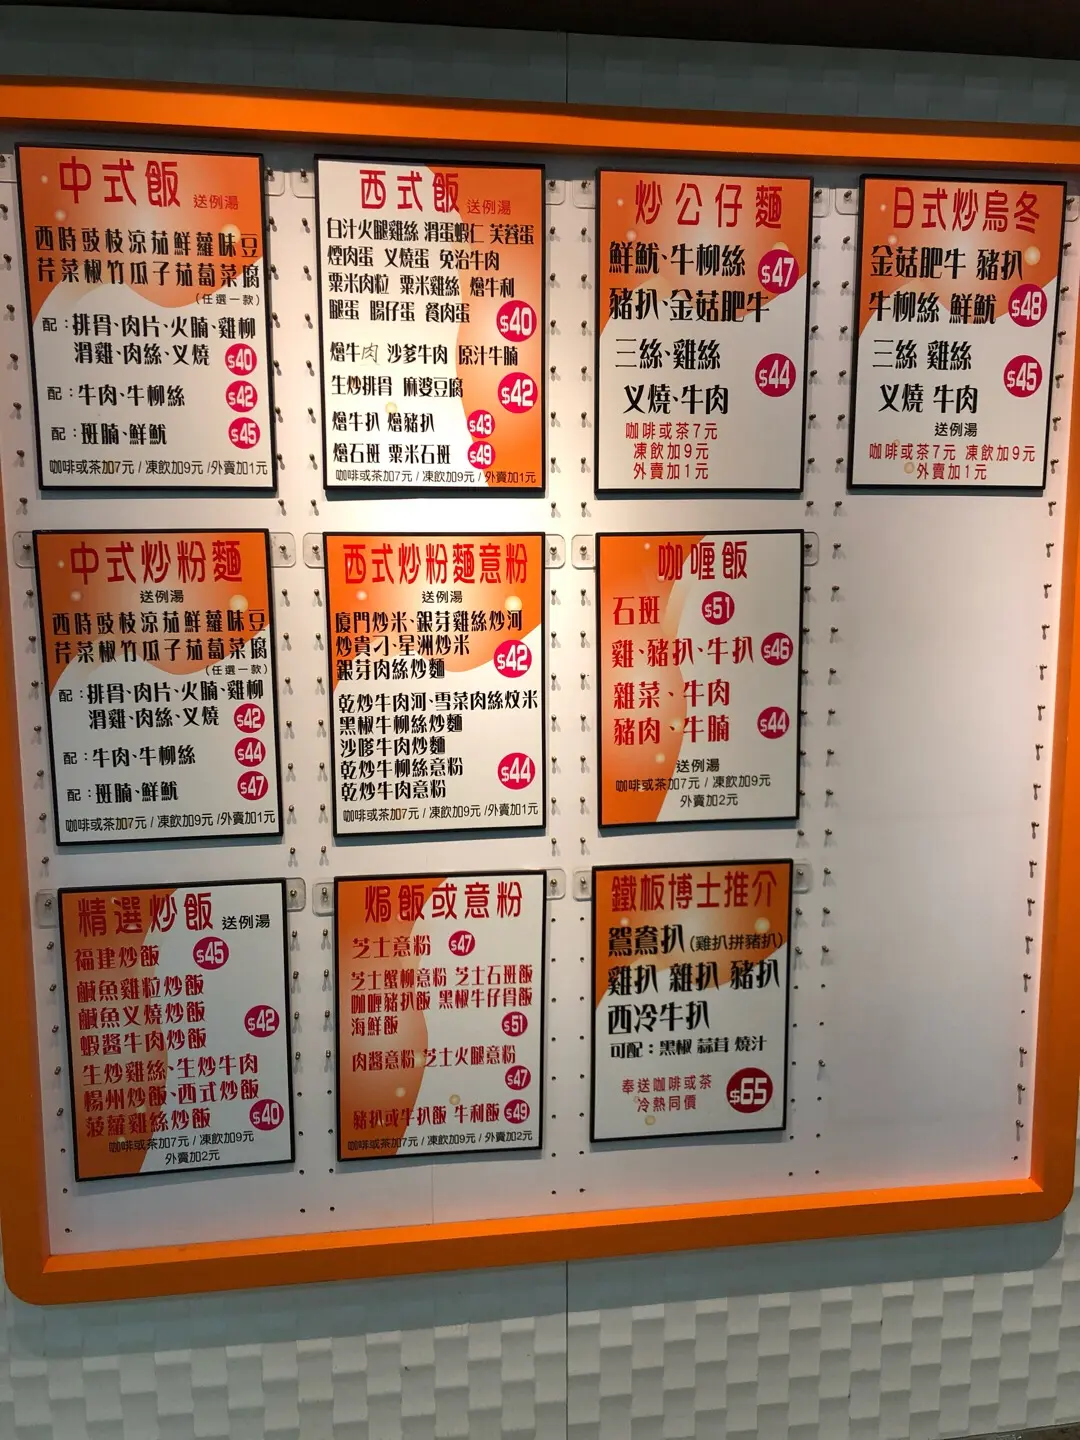 中式飯 送例湯
西時豉枝涼茄鮮蘿味豆
芹菜椒竹瓜子茄蔔菜腐
(任選一款)
配：排骨、肉片、火腩、雞柳
滑雞、肉絲、叉燒 $40
配：牛肉、牛柳絲 $42
配：班腩、鮮魷 $45
咖啡或茶加7元 / 凍飲加9元 /外賣加1元
西式飯 送例湯
白汁火腿雞絲 滑蛋蝦仁 芙蓉蛋
煙肉蛋 叉燒蛋 免治牛肉
粟米肉粒 粟米雞絲 燴牛利
腿蛋 腸仔蛋 餐肉蛋 $40
燴牛肉 沙爹牛肉 原汁牛腩
生炒排骨 麻婆豆腐 $42
燴牛扒 燴豬扒 $43
燴石班 粟米石班 $49
咖啡或茶加7元 / 凍飲加9元 / 外賣加1元
炒公仔麵
鮮魷、牛柳絲 $47
豬扒、金菇肥牛
三絲、雞絲 $44
叉燒、牛肉
咖啡或茶7元
凍飲加9元
外賣加1元
日式炒烏冬
金菇肥牛 豬扒
牛柳絲 鮮魷 $48
三絲 雞絲 $45
叉燒 牛肉
送例湯
咖啡或茶7元 凍飲加9元
外賣加1元
中式炒粉麵
送例湯
西時豉枝涼茄鮮蘿味豆
芹菜椒竹瓜子茄蔔菜腐
(任選一款)
配：排骨、肉片、火腩、雞柳
滑雞、肉絲、叉燒 $42
配：牛肉、牛柳絲 $44
配：班腩、鮮魷 $47
咖啡或茶加7元 / 凍飲加9元 /外賣加1元
西式炒粉麵意粉
送例湯
廈門炒米、銀芽雞絲炒河
炒貴刁、星洲炒米 $42
銀芽肉絲炒麵
乾炒牛肉河、雪菜肉絲炆米
黑椒牛柳絲炒麵
沙嗲牛肉炒麵
乾炒牛柳絲意粉 $44
乾炒牛肉意粉
咖啡或茶加7元 / 凍飲加9元 /外賣加1元
咖喱飯
石班 $51
雞、豬扒、牛扒 $46
雜菜、牛肉
豬肉、牛腩 $44
送例湯
咖啡或茶加7元 / 凍飲加9元
外賣加2元
精選炒飯 送例湯
福建炒飯 $45
鹹魚雞粒炒飯
鹹魚叉燒炒飯 $42
蝦醬牛肉炒飯
生炒雞絲、生炒牛肉
楊州炒飯、西式炒飯
菠蘿雞絲炒飯 $40
咖啡或茶加7元 / 凍飲加9元
外賣加2元
焗飯或意粉
芝士意粉 $47
芝士蟹柳意粉 芝士石班飯
咖喱豬扒飯 黑椒牛仔骨飯
海鮮飯 $51
肉醬意粉 芝士火腿意粉
$47
豬扒或牛扒飯 牛利飯 $49
咖啡或茶加7元 / 凍飲加9元 / 外賣加2元
鐵板博士推介
鴛鴦扒 (雞扒拼豬扒)
雞扒 雜扒 豬扒
西冷牛扒
可配：黑椒 蒜茸 燒汁
奉送咖啡或茶
冷熱同價 $65